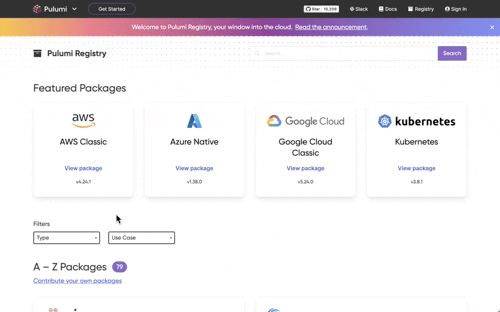 Pulumi
Get Started
Star 10,208
Slack
Docs
Registry
Sign In
Welcome to Pulumi Registry, your window into the cloud. Read the announcement.
Pulumi Registry
Search...
Search
Featured Packages
aws
AWS Classic
View package
v4.24.1
Azure Native
View package
v1.38.0
Google Cloud
Google Cloud
Classic
View package
v5.24.0
kubernetes
Kubernetes
View package
v3.8.1
Filters
Type
Use Case
A – Z Packages 79
Contribute your own packages